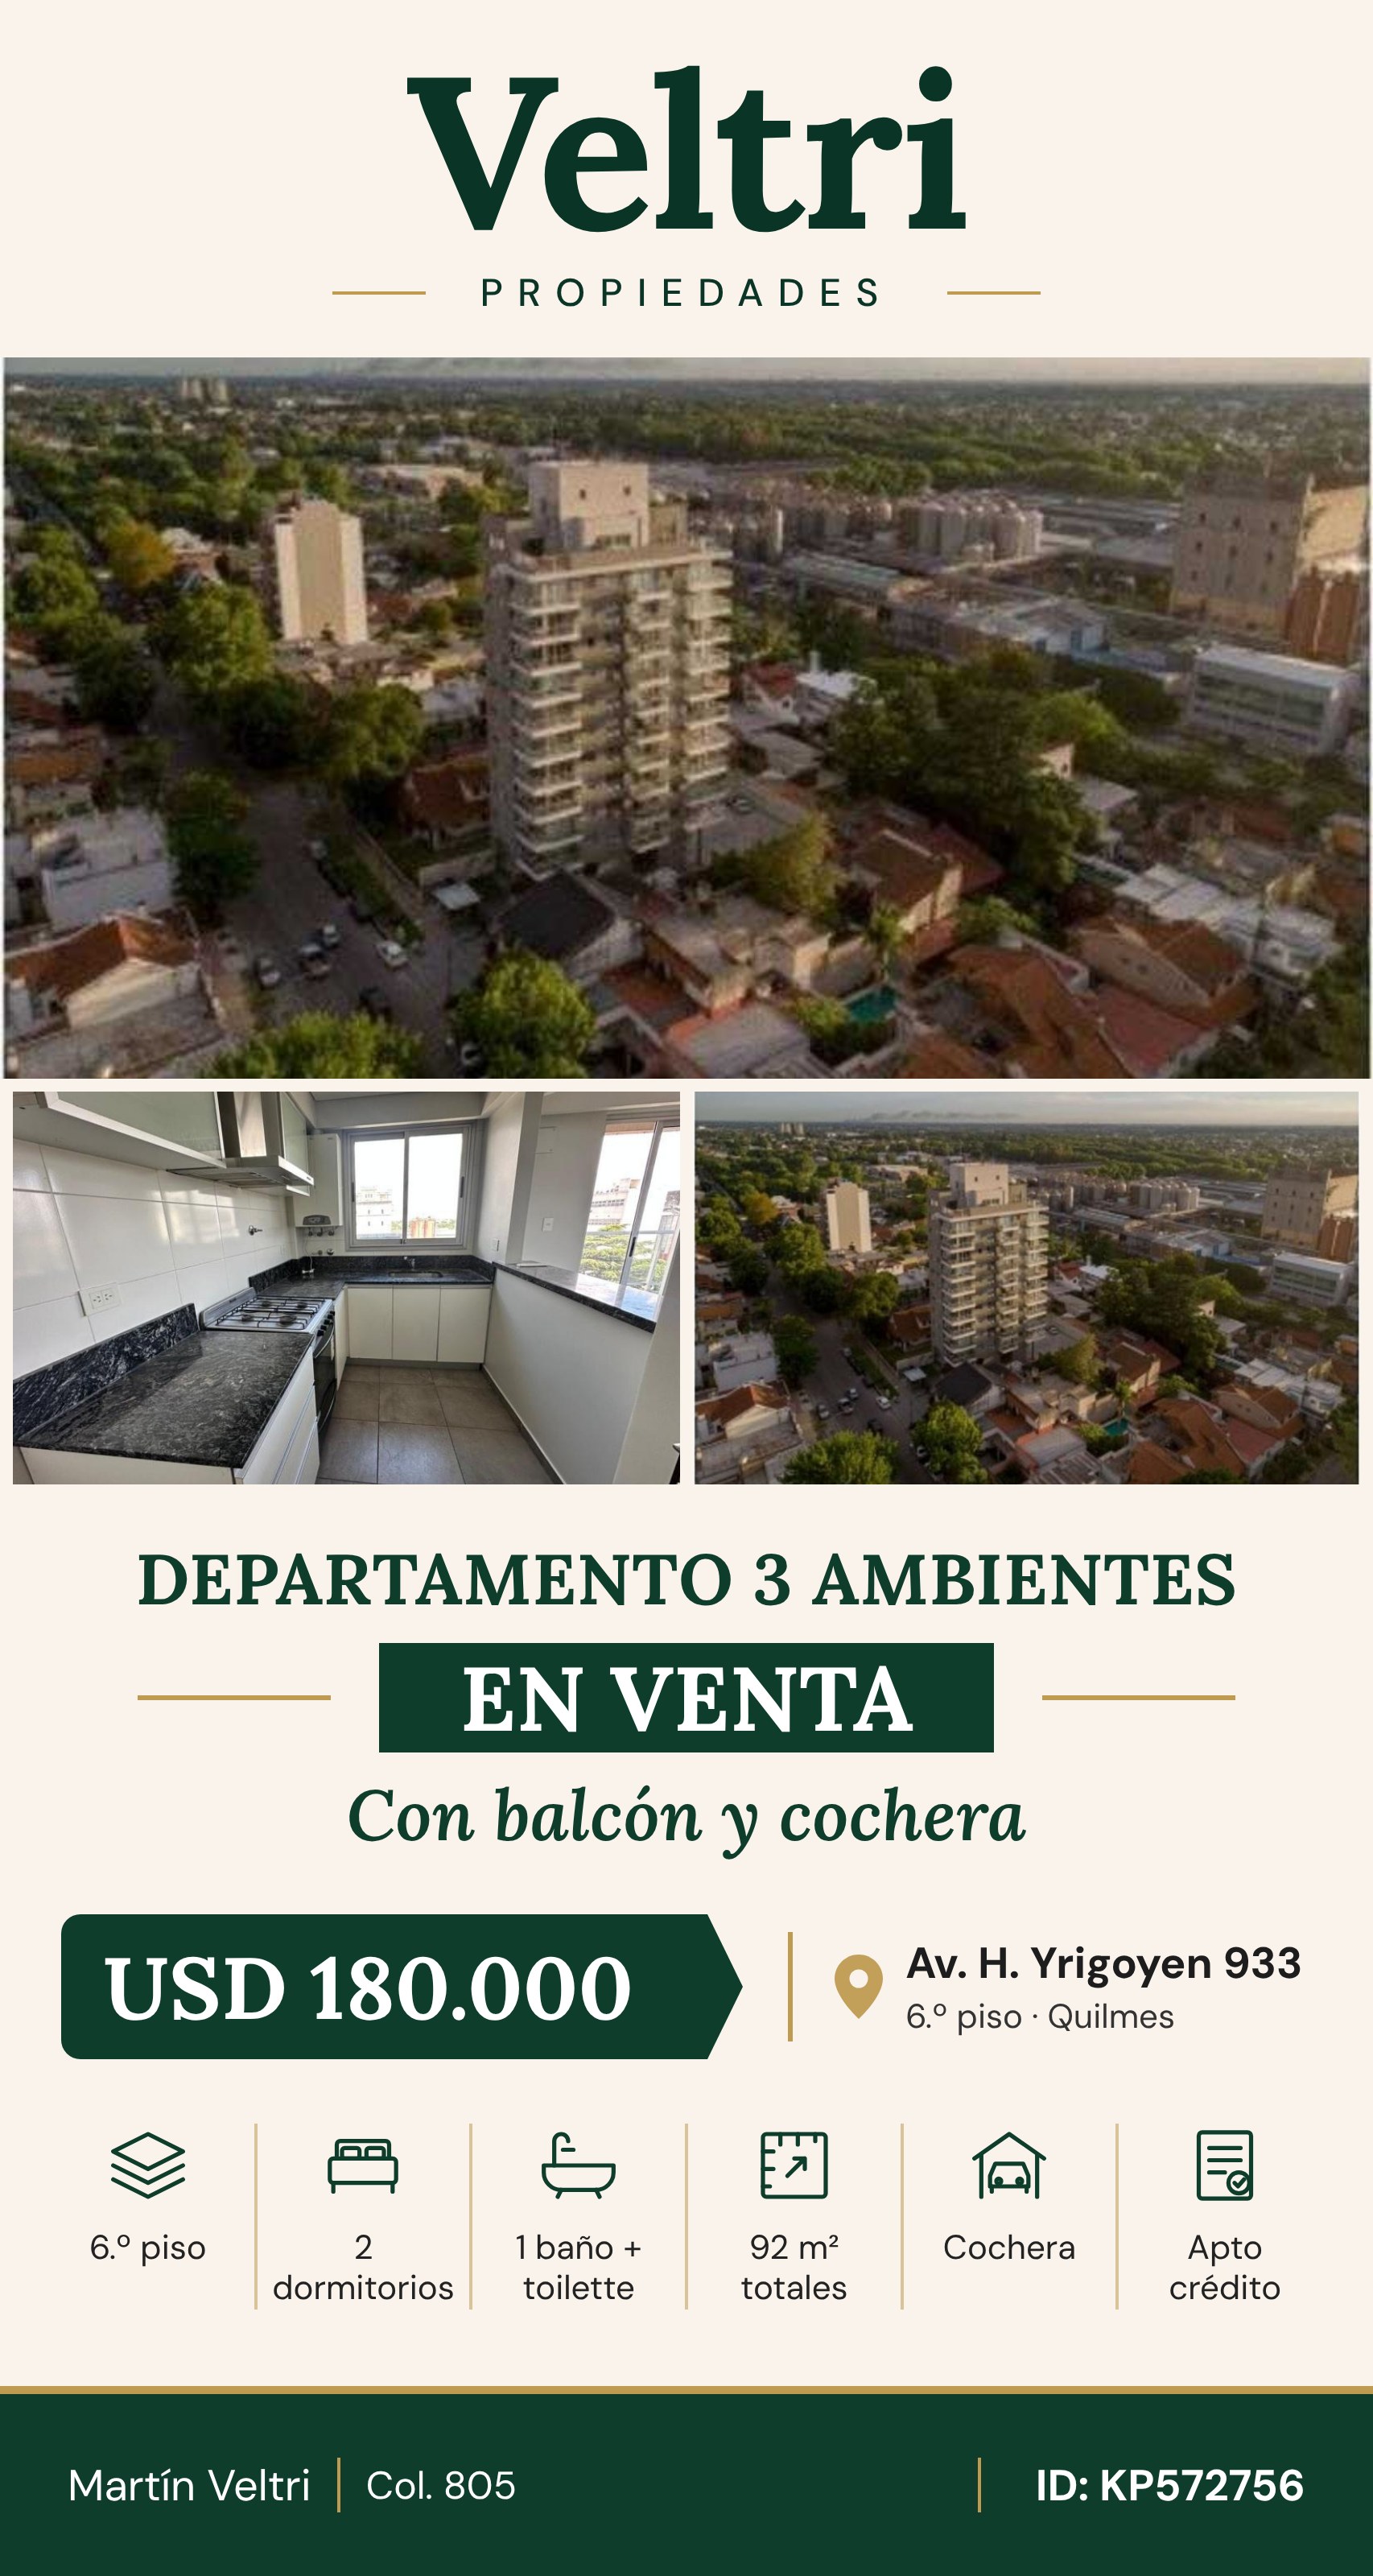 Veltri
PROPIEDADES
DEPARTAMENTO 3 AMBIENTES
EN VENTA
Con balcón y cochera
USD 180.000
Av. H. Yrigoyen 933
6.º piso · Quilmes
6.º piso
2
dormitorios
1 baño +
toilette
92 m²
totales
Cochera
Apto
crédito
Martín Veltri
Col. 805
ID: KP572756